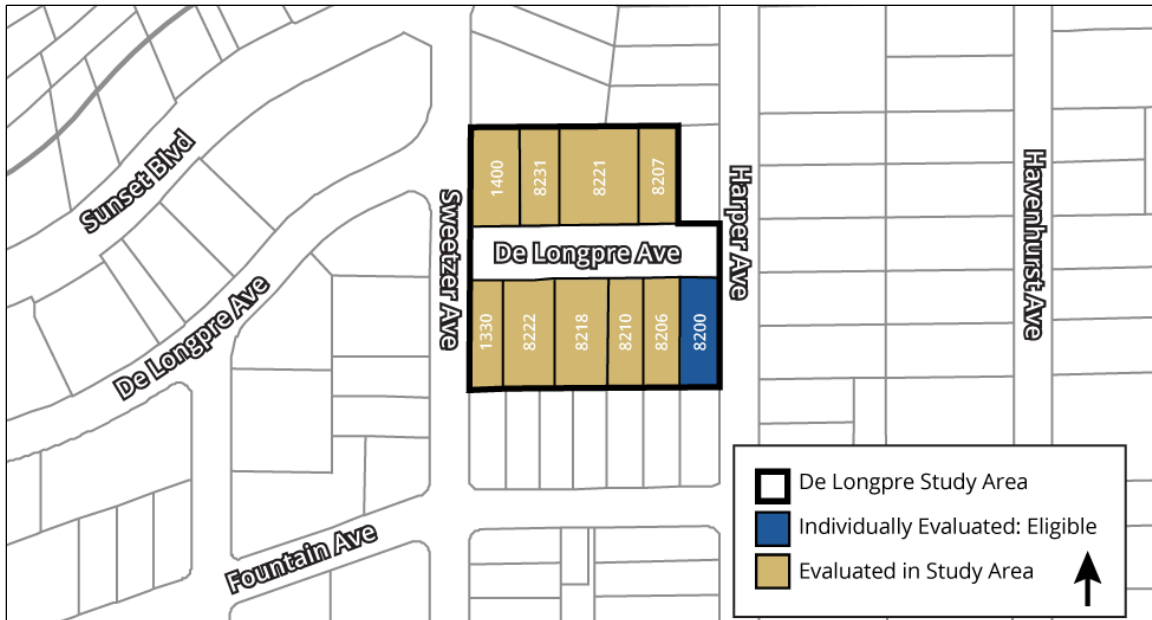 Sunset Blvd
De Longpre Ave
Fountain Ave
Sweetzer Ave
1400
8231
8221
8207
De Longpre Ave
1330
8222
8218
8210
8206
8200
Harper Ave
Havenhurst Ave
De Longpre Study Area
Individually Evaluated: Eligible
Evaluated in Study Area